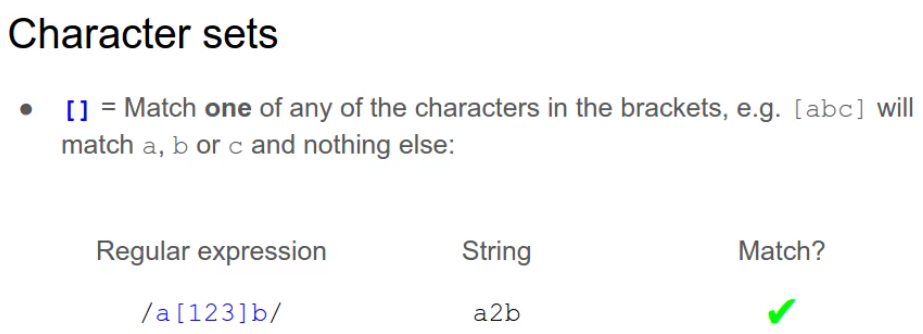 Character sets
● [] = Match one of any of the characters in the brackets, e.g. [abc] will
match a, b or c and nothing else:
Regular expression String Match?
/a[123]b/ a2b ✔